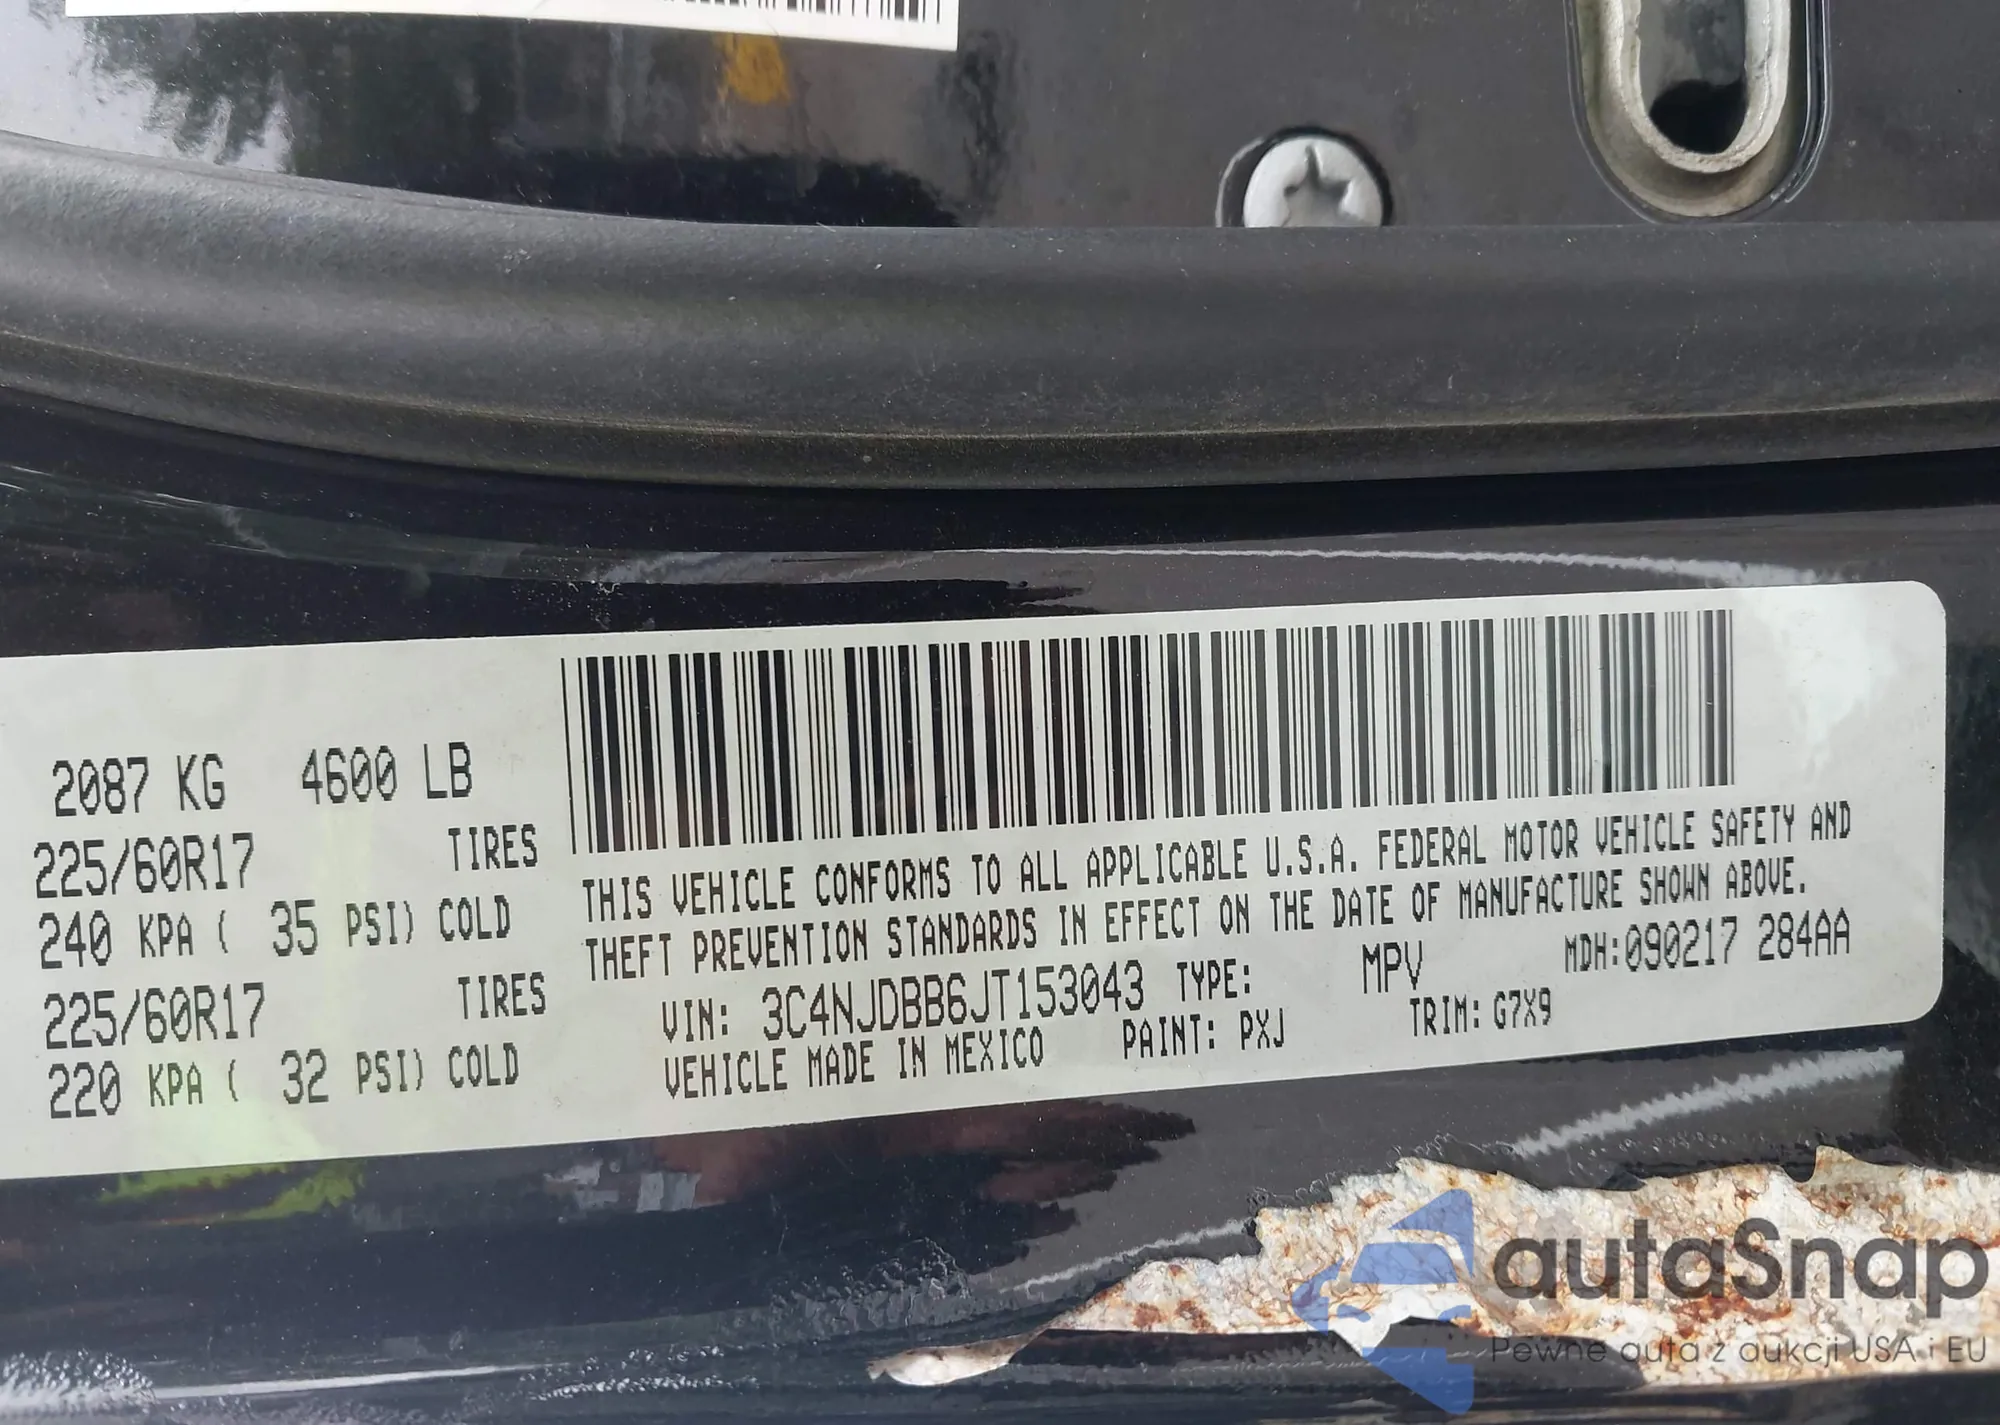 2087 KG 4600 LB
225/60R17 TIRES
240 KPA ( 35 PSI) COLD
225/60R17 TIRES
220 KPA ( 32 PSI) COLD
THIS VEHICLE CONFORMS TO ALL APPLICABLE U.S.A. FEDERAL MOTOR VEHICLE SAFETY AND
THEFT PREVENTION STANDARDS IN EFFECT ON THE DATE OF MANUFACTURE SHOWN ABOVE.
VIN: 3C4NJDBB6JT153043 TYPE: MPV MDH:090217 284AA
VEHICLE MADE IN MEXICO PAINT: PXJ TRIM: G7X9
autaSnap
Pewne auta z aukcji USA i EU